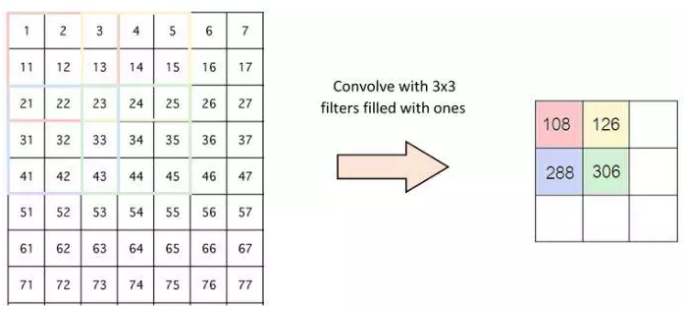 1 2 3 4 5 6 7
11 12 13 14 15 16 17
21 22 23 24 25 26 27
31 32 33 34 35 36 37
41 42 43 44 45 46 47
51 52 53 54 55 56 57
61 62 63 64 65 66 67
71 72 73 74 75 76 77
Convolve with 3x3
filters filled with ones
108 126
288 306